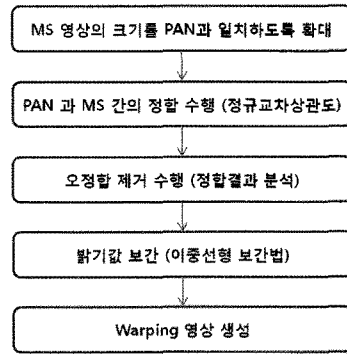 MS 영상의 크기를 PAN과 일치하도록 확대
PAN 과 MS 간의 정합 수행 (정규교차상관도)
오정합 제거 수행 (정합결과 분석)
밝기값 보간 (이중선형 보간법)
Warping 영상 생성